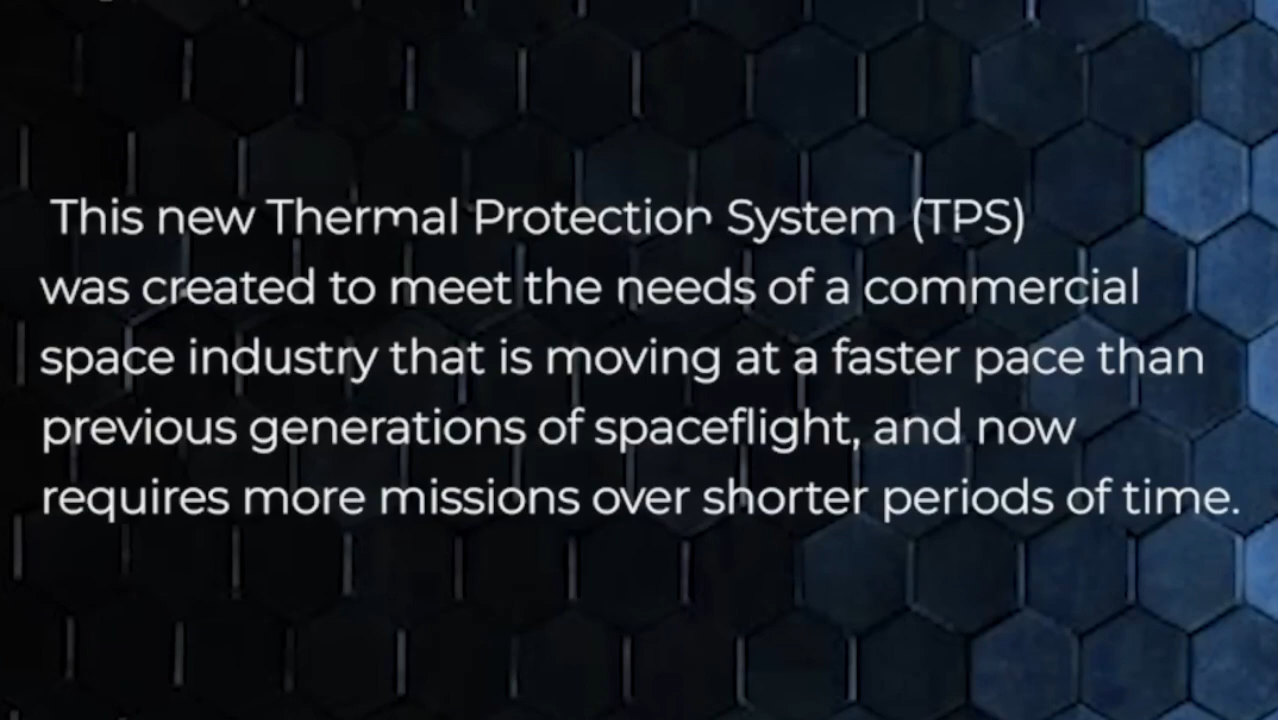 This new Thermal Protection System (TPS)
was created to meet the needs of a commercial
space industry that is moving at a faster pace than
previous generations of spaceflight, and now
requires more missions over shorter periods of time.